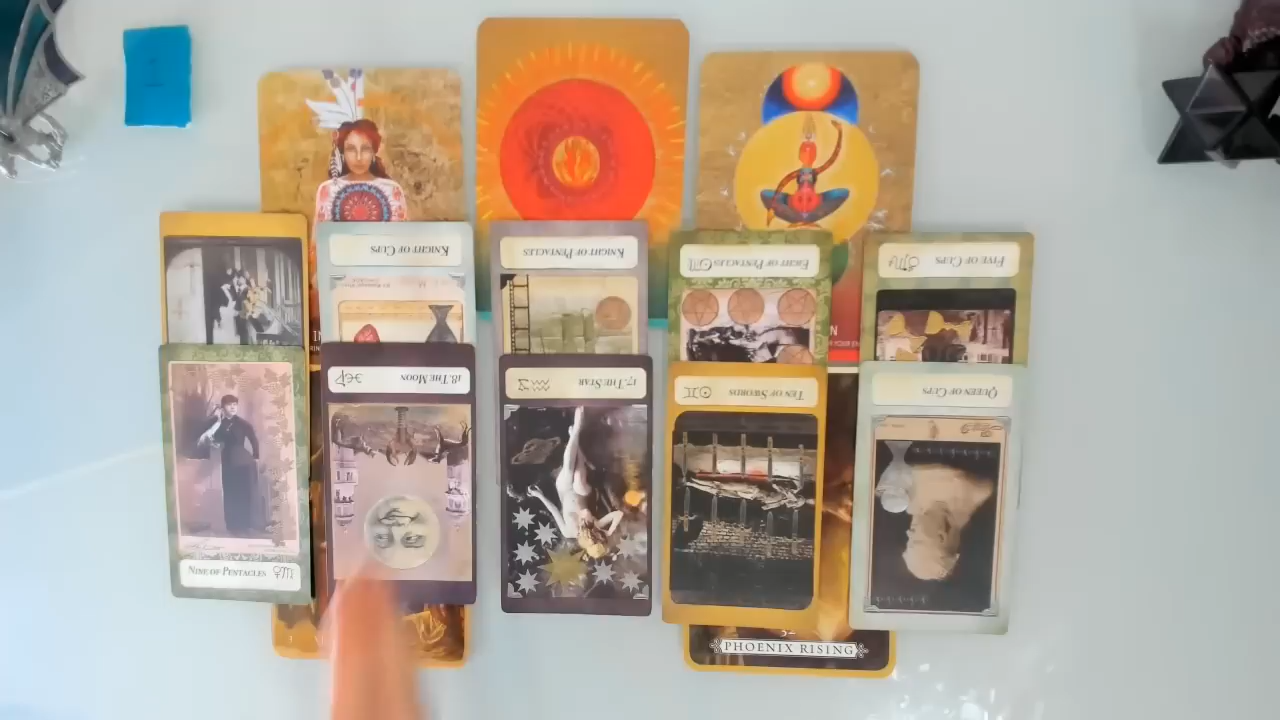 KNIGHT OF CUPS
KNIGHT OF PENTACLES
EIGHT OF PENTACLES
FIVE OF CUPS
IN
N
18. THE MOON
17. THE STAR
TEN OF SWORDS
QUEEN OF CUPS
NINE OF PENTACLES
PHOENIX RISING